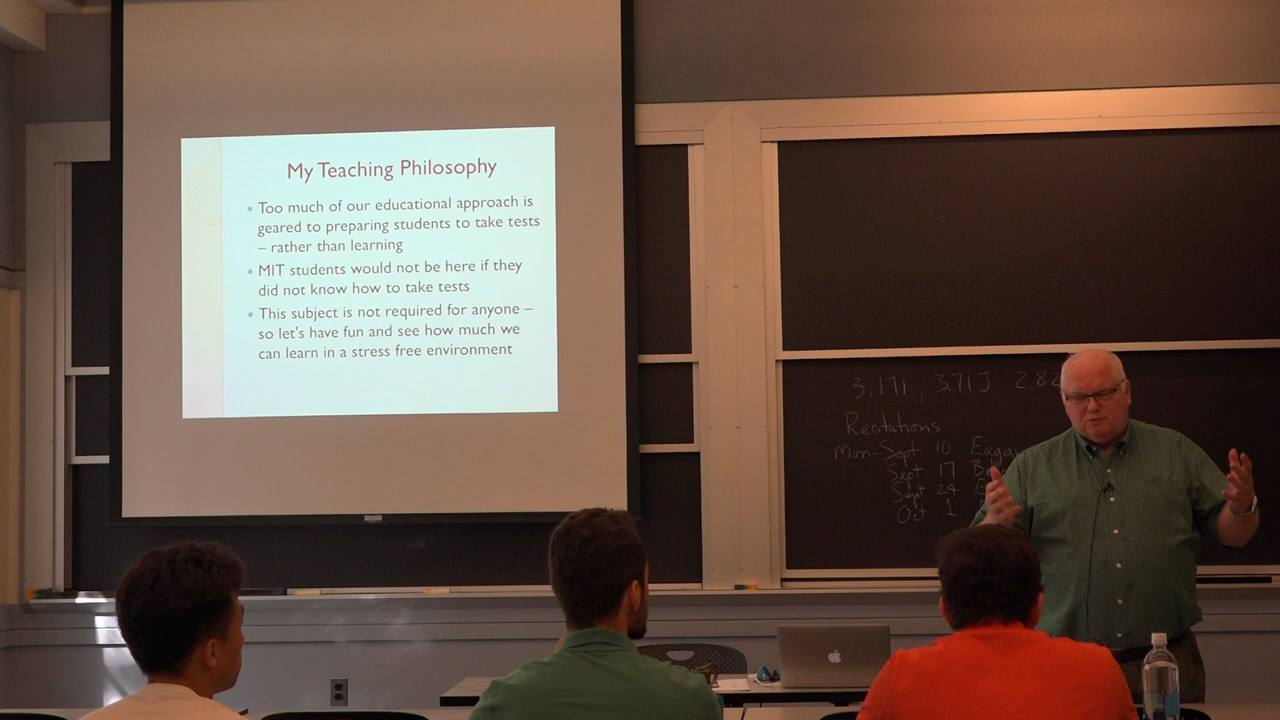 My Teaching Philosophy
• Too much of our educational approach is
geared to preparing students to take tests
– rather than learning
• MIT students would not be here if they
did not know how to take tests
• This subject is not required for anyone –
so let's have fun and see how much we
can learn in a stress free environment
3.171, 3.71J 2.82
Recitations
Mon- Sept 10 Eagar
Sept 17
Sept 24
Oct 1